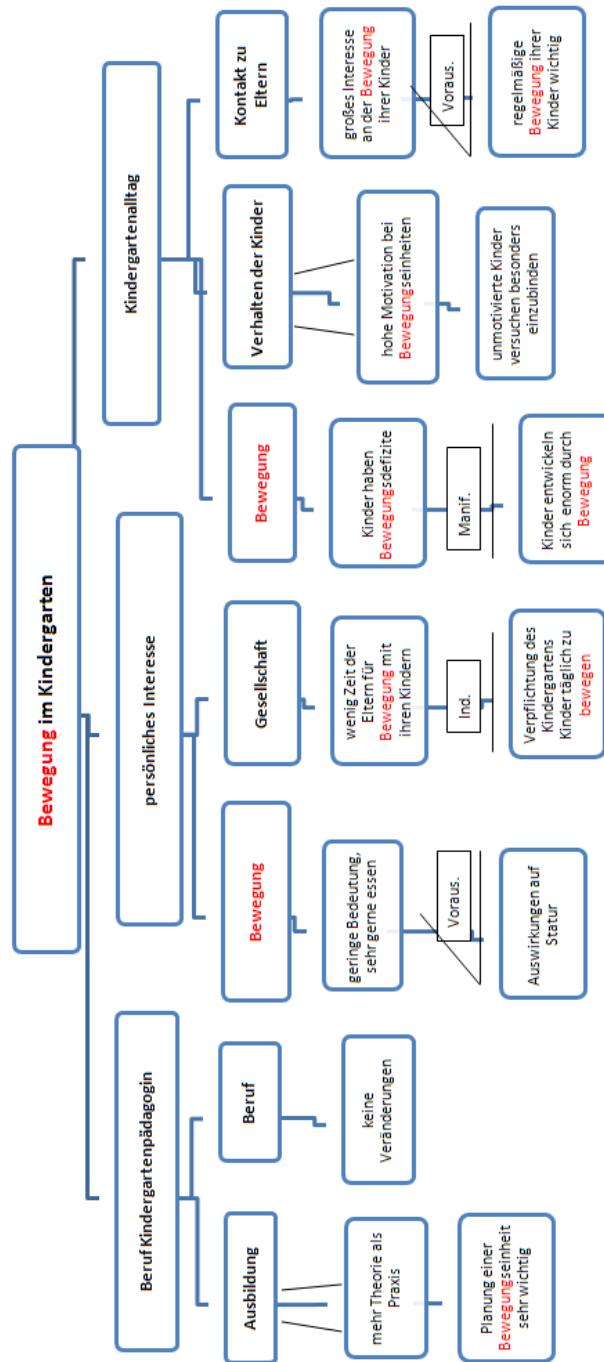 Bewegung im Kindergarten
Beruf Kindergartenpädagogin
persönliches Interesse
Kindergartenalltag
Ausbildung
Beruf
Bewegung
Gesellschaft
Bewegung
Verhalten der Kinder
Kontakt zu
Eltern
mehr Theorie als
Praxis
keine
Veränderungen
geringe Bedeutung,
sehr gerne essen
wenig Zeit der
Eltern für
Bewegung mit
ihren Kindern
Kinder haben
Bewegungsdefizite
hohe Motivation bei
Bewegungseinheiten
großes Interesse
an der Bewegung
ihrer Kinder
Voraus.
Ind.
Manif.
Voraus.
Planung einer
Bewegungseinheit
sehr wichtig
Auswirkungen auf
Statur
Verpflichtung des
Kindergartens
Kinder täglich zu
bewegen
Kinder entwickeln
sich enorm durch
Bewegung
unmotivierte Kinder
versuchen besonders
einzubinden
regelmäßige
Bewegung ihrer
Kinder wichtig